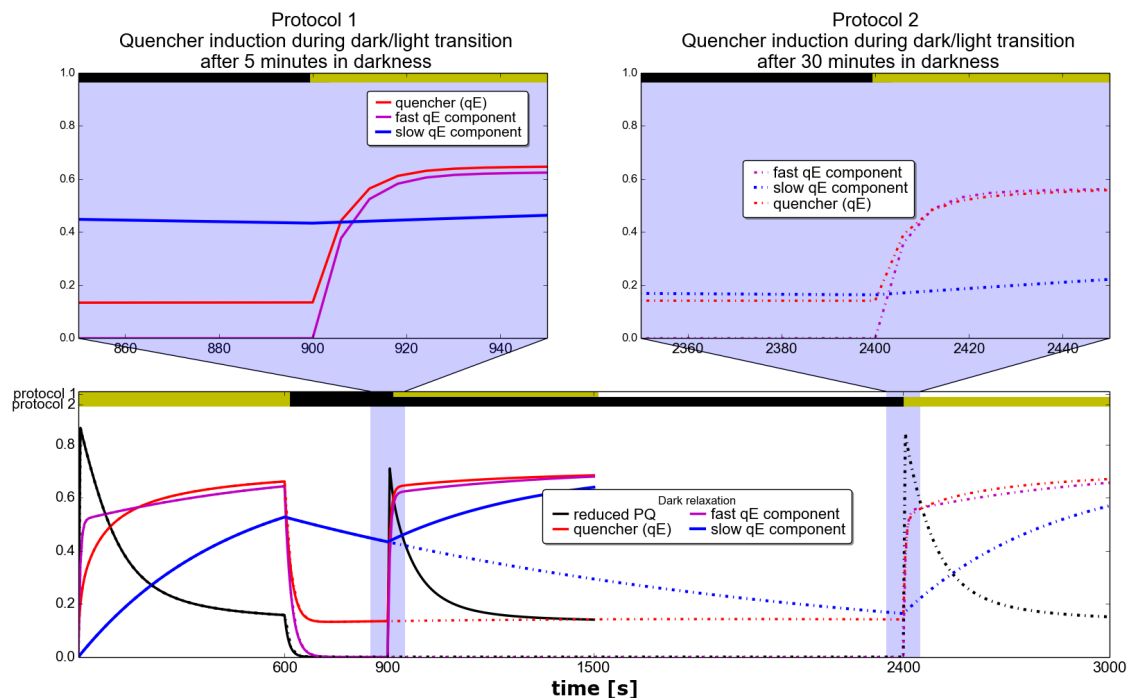 Protocol 1
Quencher induction during dark/light transition
after 5 minutes in darkness
1.0
0.8
0.6
0.4
0.2
0.0
quencher (qE)
fast qE component
slow qE component
860 880 900 920 940
Protocol 2
Quencher induction during dark/light transition
after 30 minutes in darkness
1.0
0.8
0.6
0.4
0.2
0.0
fast qE component
slow qE component
quencher (qE)
2360 2380 2400 2420 2440
protocol 1
protocol 2
0.8
0.6
0.4
0.2
0.0
Dark relaxation
reduced PQ fast qE component
quencher (qE) slow qE component
600 900 1500 2400 3000
time [s]